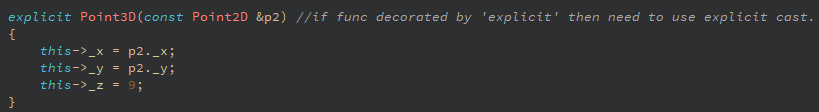 explicit Point3D(const Point2D &p2) //if func decorated by 'explicit' then need to use explicit cast.
{
    this->_x = p2._x;
    this->_y = p2._y;
    this->_z = 9;
}